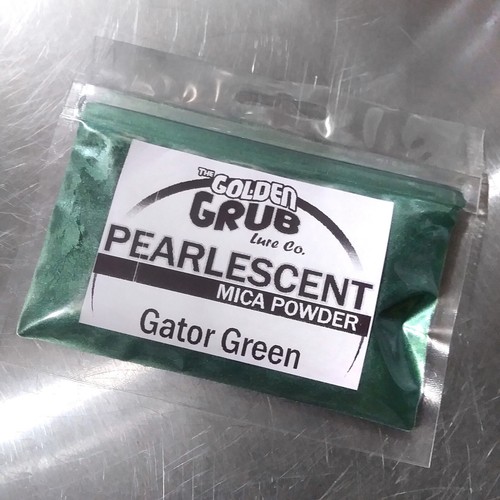 THE
GOLDEN
GRUB
Lure Co.
PEARLESCENT
MICA POWDER
Gator Green